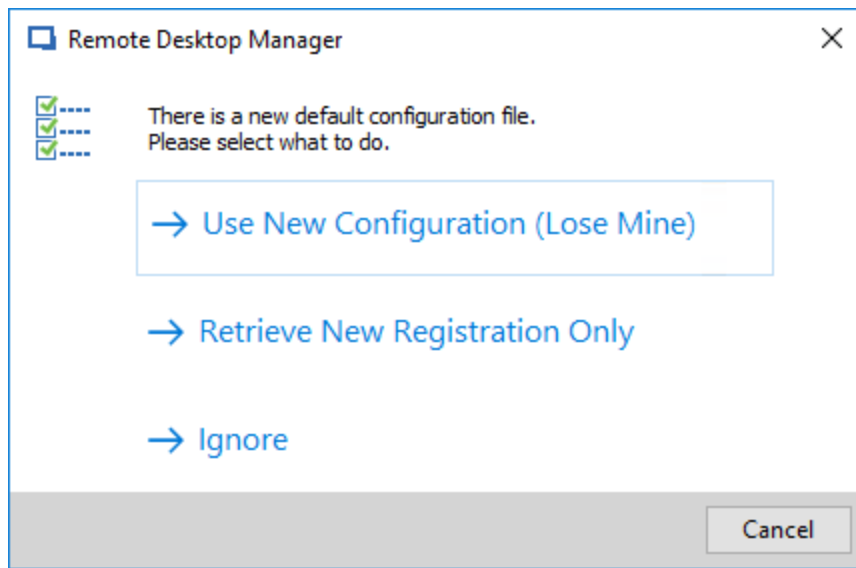 Remote Desktop Manager
There is a new default configuration file.
Please select what to do.
Use New Configuration (Lose Mine)
Retrieve New Registration Only
Ignore
Cancel